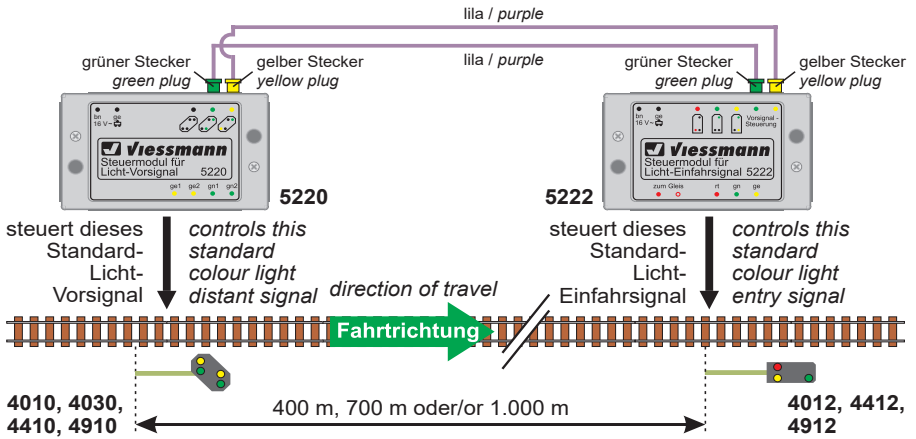 lila / purple
lila / purple
grüner Stecker
green plug
gelber Stecker
yellow plug
grüner Stecker
green plug
gelber Stecker
yellow plug
bn ge
16 V~
Viessmann
Steuermodul für
Licht-Vorsignal 5220
ge1 ge2 gn1 gn2
5220
bn ge
16 V~
Vorsignal-
Steuerung
Viessmann
Steuermodul für
Licht-Einfahrsignal 5222
zum Gleis rt gn ge
5222
steuert dieses
Standard-
Licht-
Vorsignal
controls this
standard
colour light
distant signal
direction of travel
Fahrtrichtung
steuert dieses
Standard-
Licht-
Einfahrsignal
controls this
standard
colour light
entry signal
4010, 4030,
4410, 4910
400 m, 700 m oder/or 1.000 m
4012, 4412,
4912